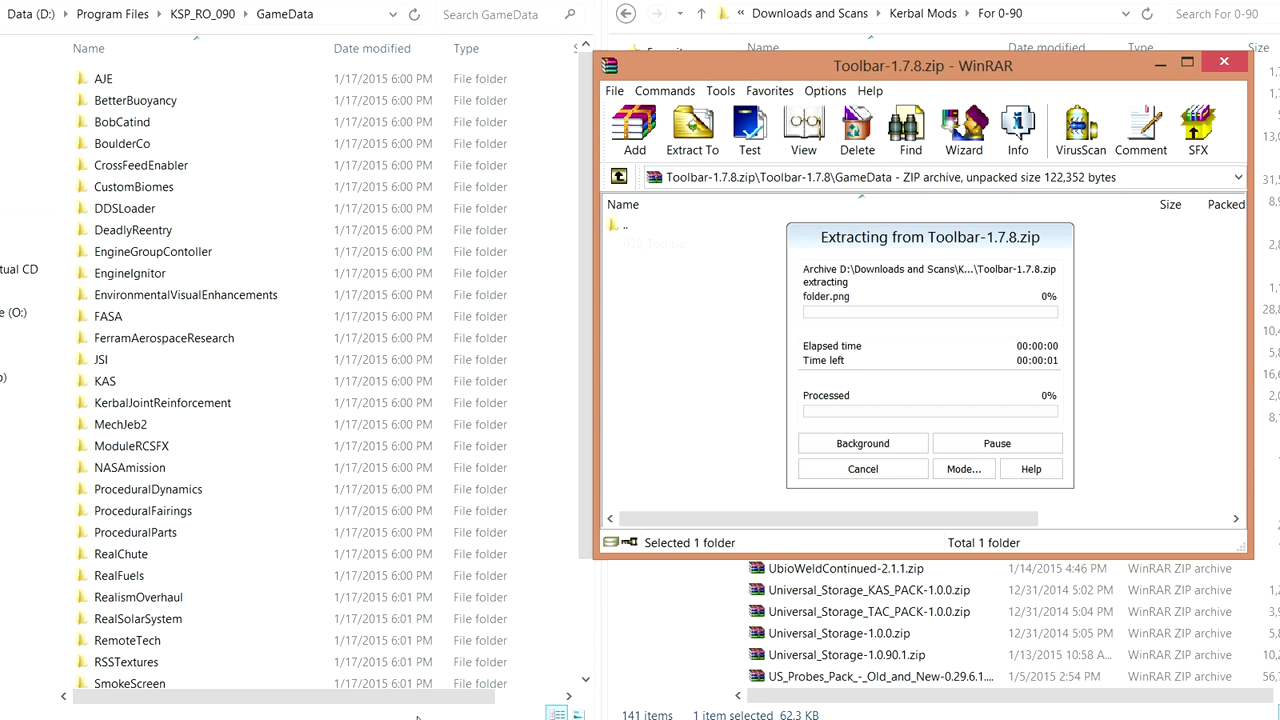 Data (D:) Program Files KSP_RO_090 GameData
Search GameData
Name Date modified Type
AJE 1/17/2015 6:00 PM File folder
BetterBuoyancy 1/17/2015 6:00 PM File folder
BobCatind 1/17/2015 6:00 PM File folder
BoulderCo 1/17/2015 6:00 PM File folder
CrossFeedEnabler 1/17/2015 6:00 PM File folder
CustomBiomes 1/17/2015 6:00 PM File folder
DDSLoader 1/17/2015 6:00 PM File folder
DeadlyReentry 1/17/2015 6:00 PM File folder
EngineGroupContoller 1/17/2015 6:00 PM File folder
tual CD
EngineIgnitor 1/17/2015 6:00 PM File folder
EnvironmentalVisualEnhancements 1/17/2015 6:00 PM File folder
e (O:)
FASA 1/17/2015 6:00 PM File folder
FerramAerospaceResearch 1/17/2015 6:00 PM File folder
JSI 1/17/2015 6:00 PM File folder
KAS 1/17/2015 6:00 PM File folder
KerbalJointReinforcement 1/17/2015 6:00 PM File folder
MechJeb2 1/17/2015 6:00 PM File folder
ModuleRCSFX 1/17/2015 6:00 PM File folder
NASAmission 1/17/2015 6:00 PM File folder
ProceduralDynamics 1/17/2015 6:00 PM File folder
ProceduralFairings 1/17/2015 6:00 PM File folder
ProceduralParts 1/17/2015 6:00 PM File folder
RealChute 1/17/2015 6:00 PM File folder
RealFuels 1/17/2015 6:00 PM File folder
RealismOverhaul 1/17/2015 6:01 PM File folder
RealSolarSystem 1/17/2015 6:01 PM File folder
RemoteTech 1/17/2015 6:01 PM File folder
RSSTextures 1/17/2015 6:01 PM File folder
SmokeScreen 1/17/2015 6:01 PM File folder
« Downloads and Scans Kerbal Mods For 0-90
Search For 0-90
Name Date modified Type Size
Toolbar-1.7.8.zip - WinRAR
File Commands Tools Favorites Options Help
Add Extract To Test View Delete Find Wizard Info VirusScan Comment SFX
Toolbar-1.7.8.zip\Toolbar-1.7.8\GameData - ZIP archive, unpacked size 122,352 bytes
Name Size Packed
..
000_Toolbar
Extracting from Toolbar-1.7.8.zip
Archive D:\Downloads and Scans\K...\Toolbar-1.7.8.zip
extracting
folder.png 0%
Elapsed time 00:00:00
Time left 00:00:01
Processed 0%
Background Pause
Cancel Mode... Help
Selected 1 folder Total 1 folder
UbioWeldContinued-2.1.1.zip 1/14/2015 4:46 PM WinRAR ZIP archive
Universal_Storage_KAS_PACK-1.0.0.zip 12/31/2014 5:02 PM WinRAR ZIP archive
Universal_Storage_TAC_PACK-1.0.0.zip 12/31/2014 5:04 PM WinRAR ZIP archive
Universal_Storage-1.0.0.zip 12/31/2014 5:05 PM WinRAR ZIP archive
Universal_Storage-1.0.90.1.zip 1/13/2015 10:58 A... WinRAR ZIP archive
US_Probes_Pack_-_Old_and_New-0.29.6.1.... 1/5/2015 2:54 PM WinRAR ZIP archive
141 items 1 item selected 62.3 KB